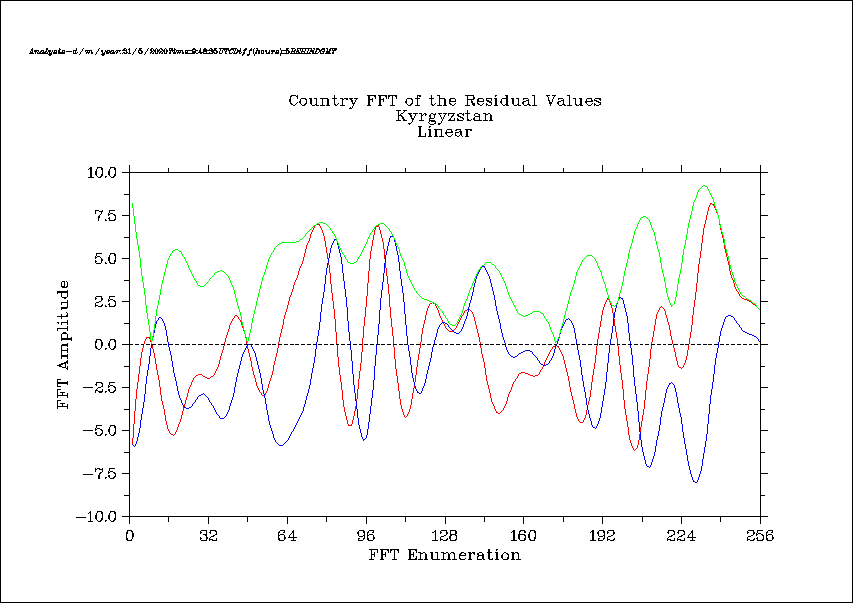 Country FFT of the Residual Values
Kyrgyzstan
Linear
FFT Amplitude
10.0
7.5
5.0
2.5
0.0
−2.5
−5.0
−7.5
−10.0
0 32 64 96 128 160 192 224 256
FFT Enumeration